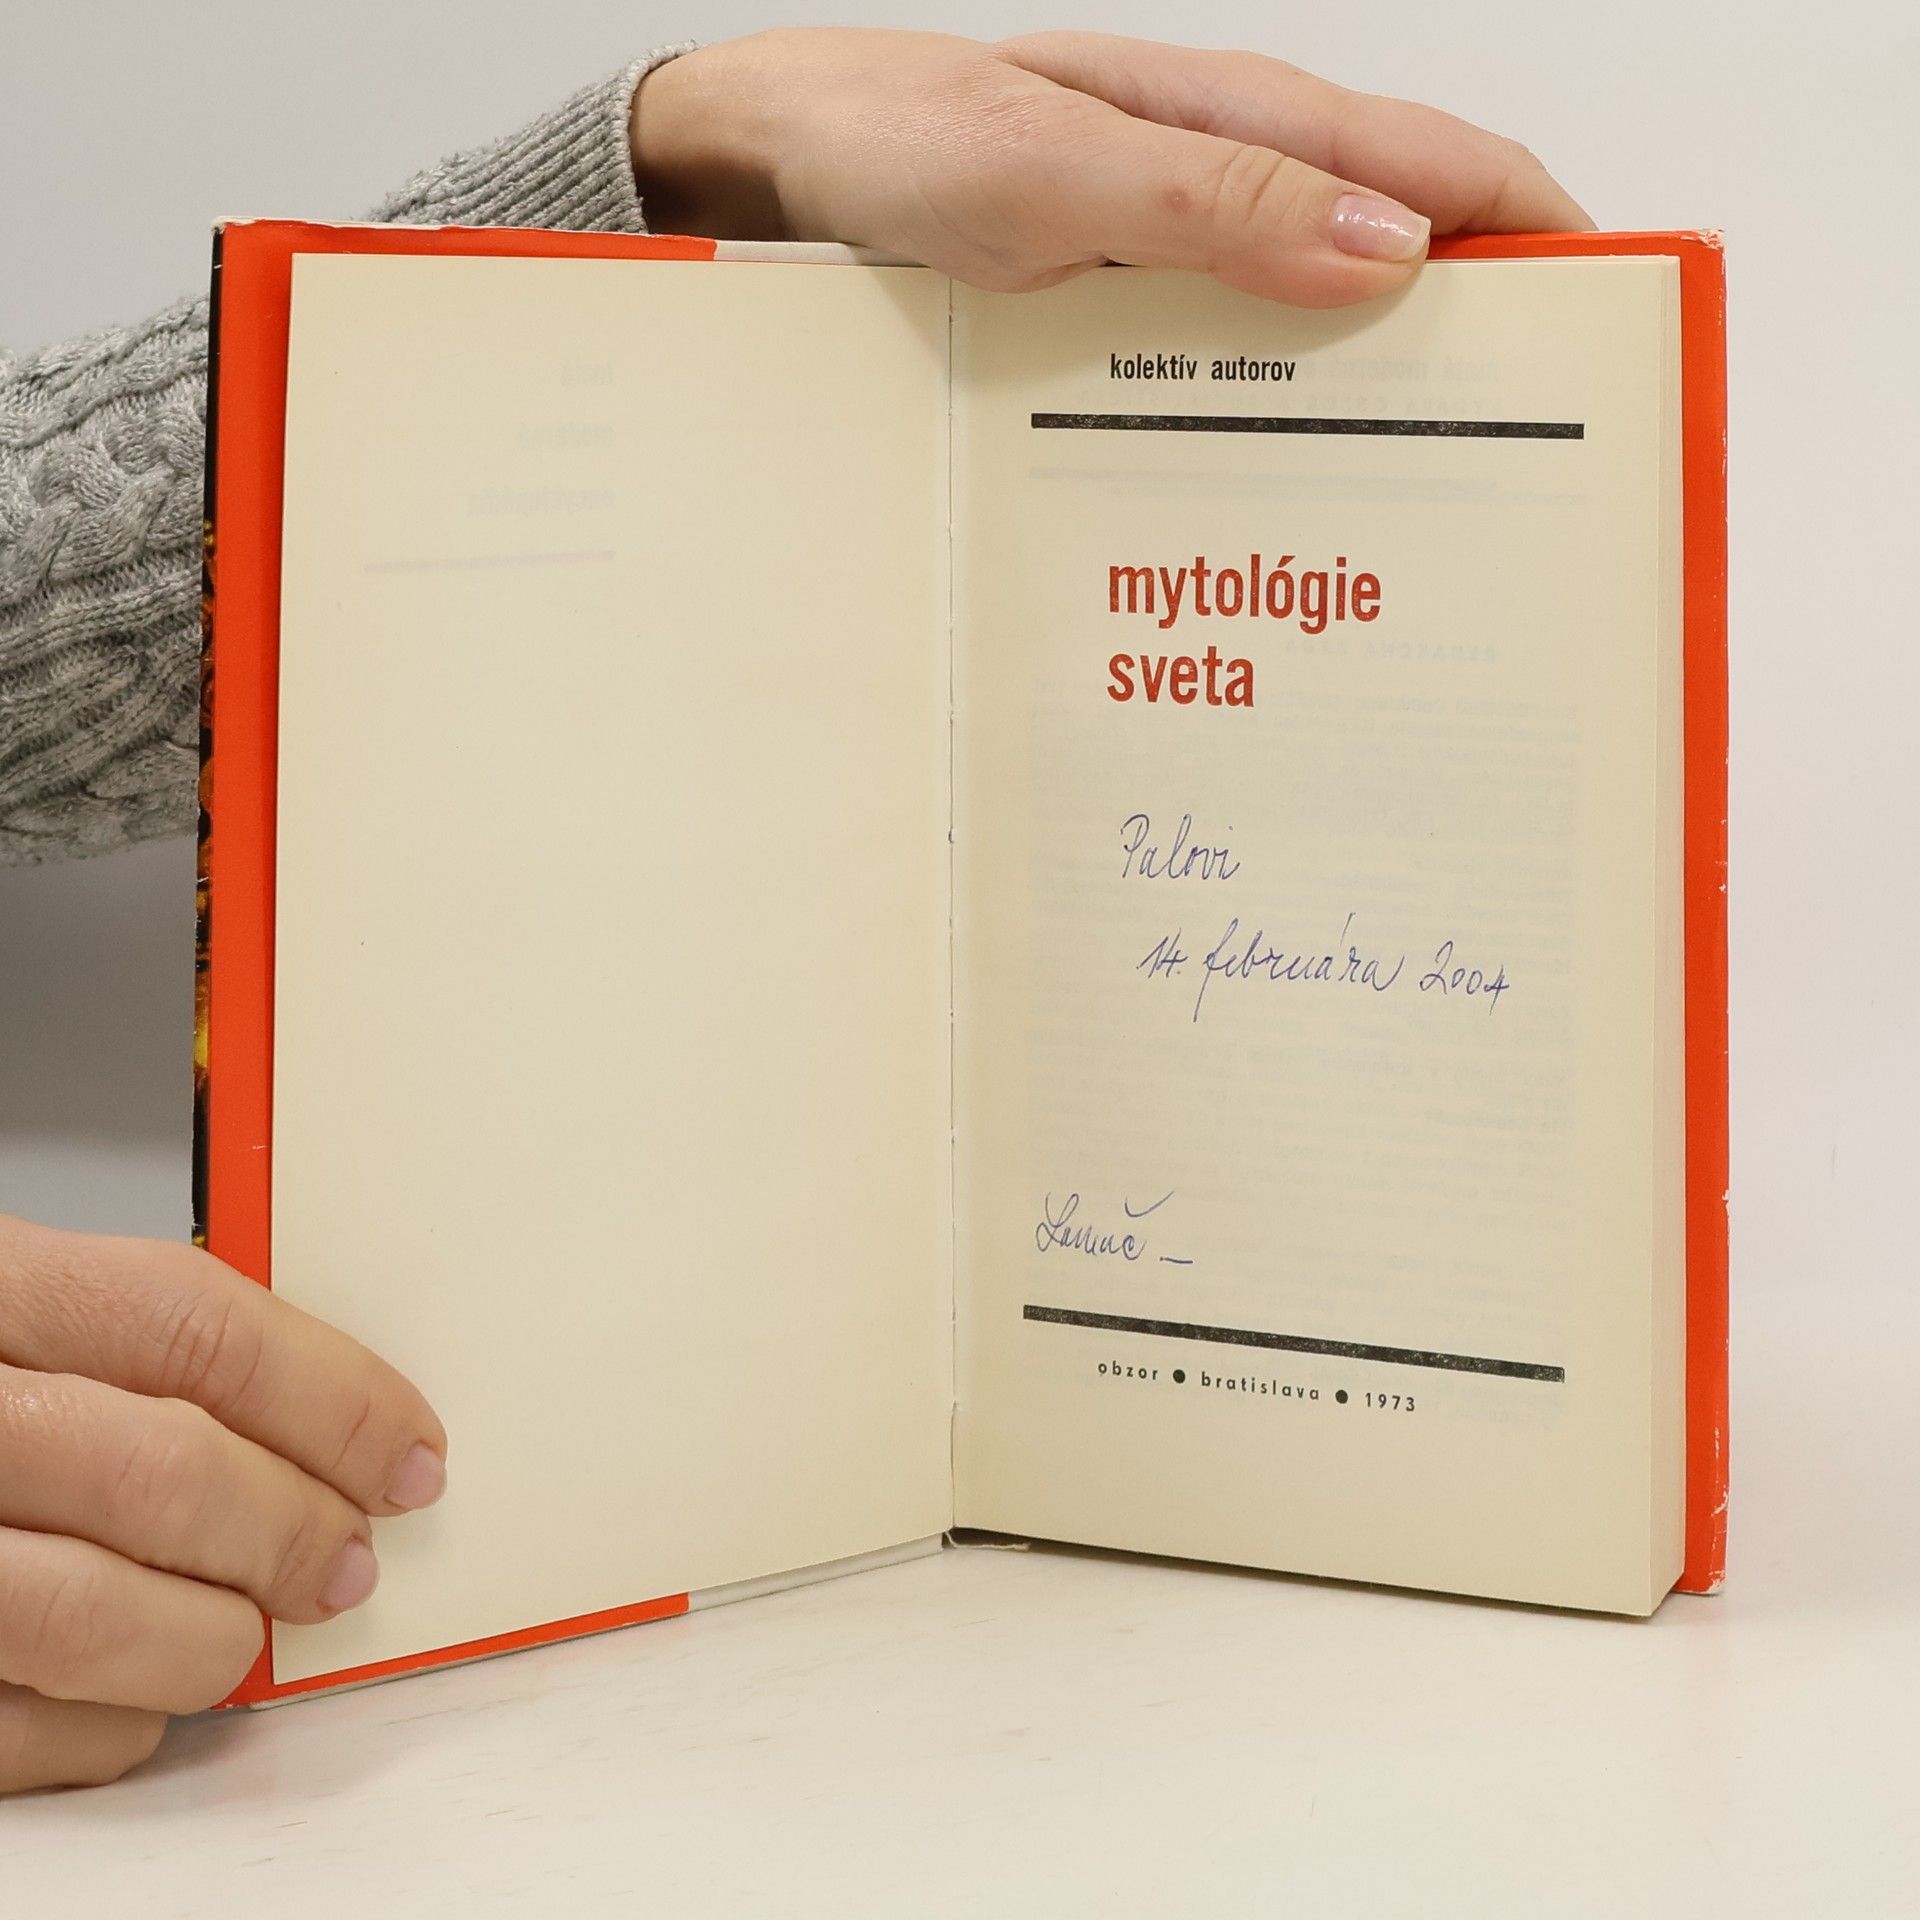 kolektív autorov
mytológie
sveta
Palovi
14. februára 2004
obzor ● bratislava ● 1973